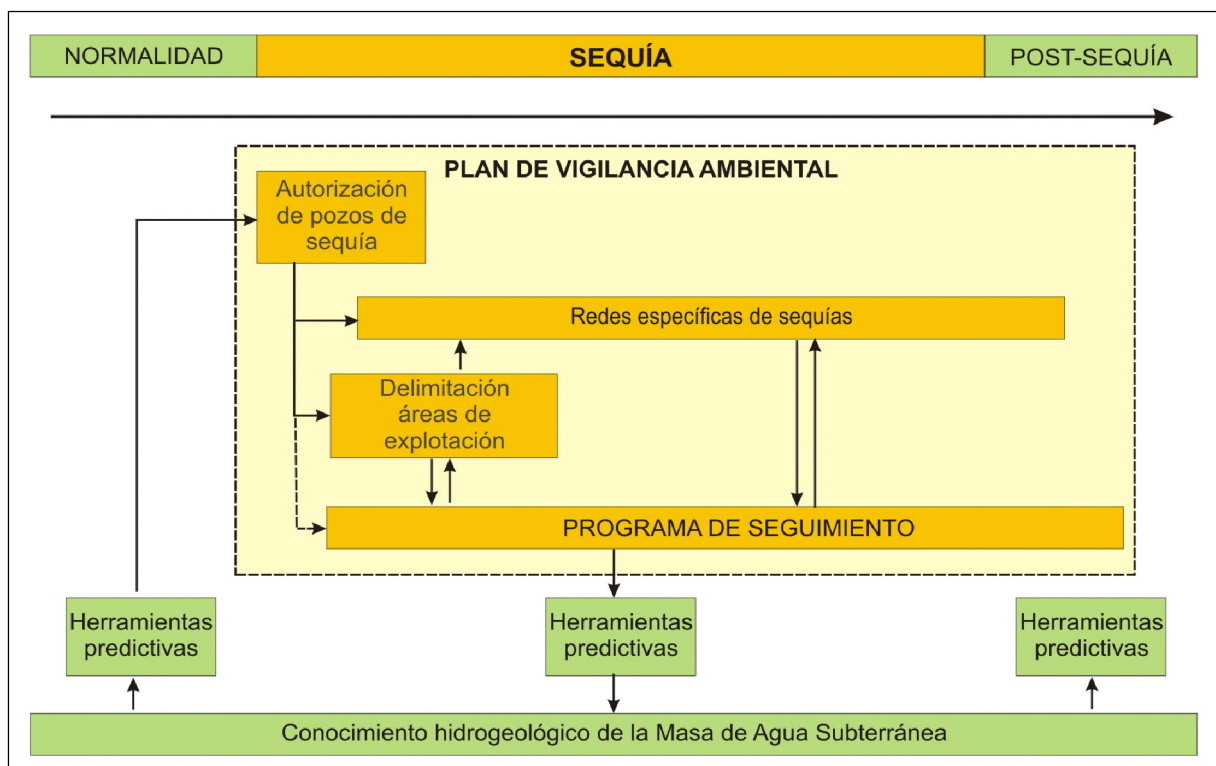 NORMALIDAD
SEQUÍA
POST-SEQUÍA
PLAN DE VIGILANCIA AMBIENTAL
Autorización
de pozos de
sequía
Redes específicas de sequías
Delimitación
áreas de
explotación
PROGRAMA DE SEGUIMIENTO
Herramientas
predictivas
Herramientas
predictivas
Herramientas
predictivas
Conocimiento hidrogeológico de la Masa de Agua Subterránea